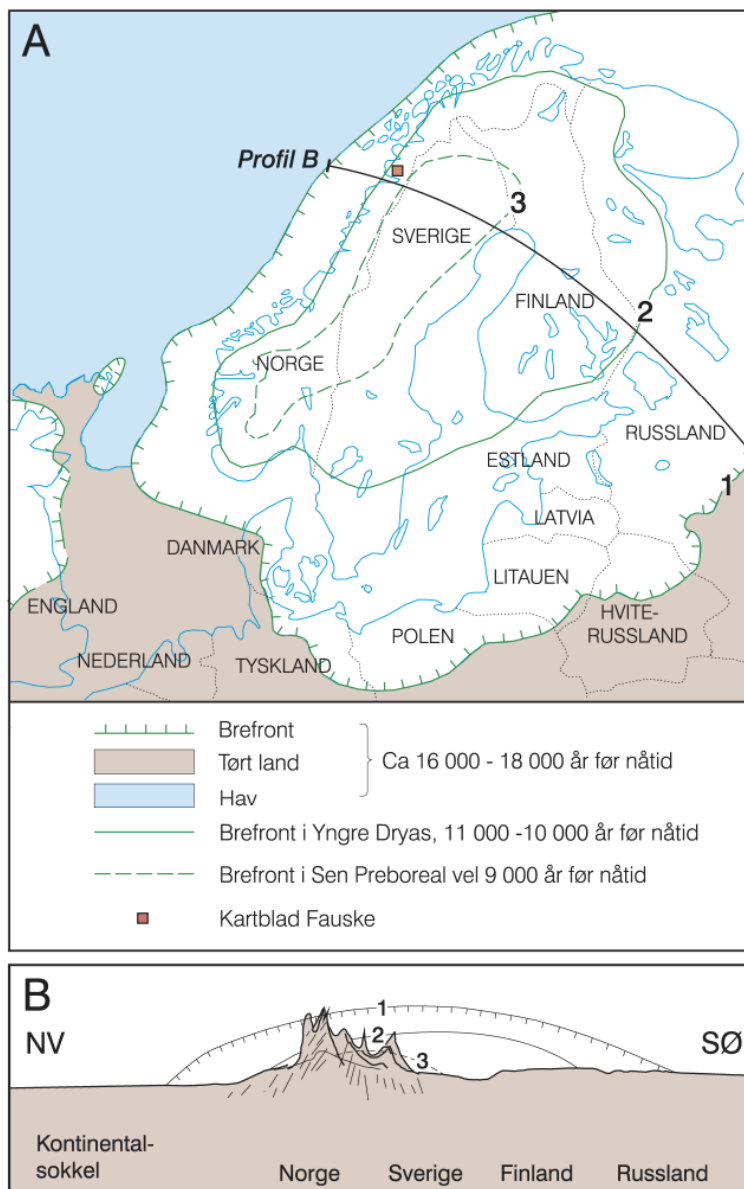 A
Profil B
3
SVERIGE
FINLAND
2
NORGE
RUSSLAND
ESTLAND
1
LATVIA
DANMARK
LITAUEN
ENGLAND
HVITE-
RUSSLAND
POLEN
NEDERLAND
TYSKLAND
Brefront
Tørt land
Ca 16 000 - 18 000 år før nåtid
Hav
Brefront i Yngre Dryas, 11 000 -10 000 år før nåtid
Brefront i Sen Preboreal vel 9 000 år før nåtid
Kartblad Fauske
B
1
NV
2
SØ
3
Kontinental-
sokkel
Norge Sverige Finland Russland